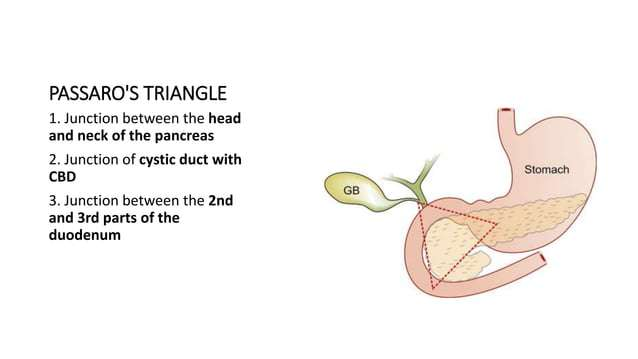 PASSARO'S TRIANGLE
1. Junction between the head
and neck of the pancreas
2. Junction of cystic duct with
CBD
3. Junction between the 2nd
and 3rd parts of the
duodenum
GB
Stomach